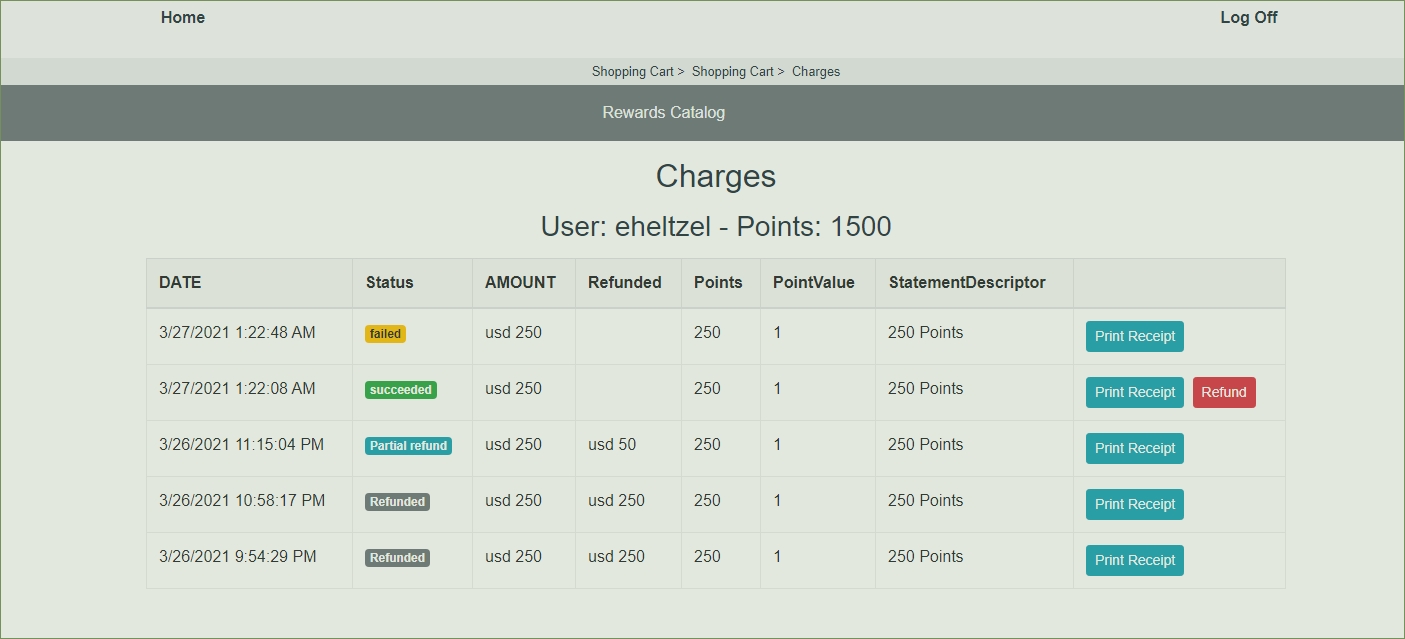 Home Log Off
Shopping Cart > Shopping Cart > Charges
Rewards Catalog
Charges
User: eheltzel - Points: 1500
DATE Status AMOUNT Refunded Points PointValue StatementDescriptor
3/27/2021 1:22:48 AM failed usd 250 250 1 250 Points Print Receipt
3/27/2021 1:22:08 AM succeeded usd 250 250 1 250 Points Print Receipt Refund
3/26/2021 11:15:04 PM Partial refund usd 250 usd 50 250 1 250 Points Print Receipt
3/26/2021 10:58:17 PM Refunded usd 250 usd 250 250 1 250 Points Print Receipt
3/26/2021 9:54:29 PM Refunded usd 250 usd 250 250 1 250 Points Print Receipt